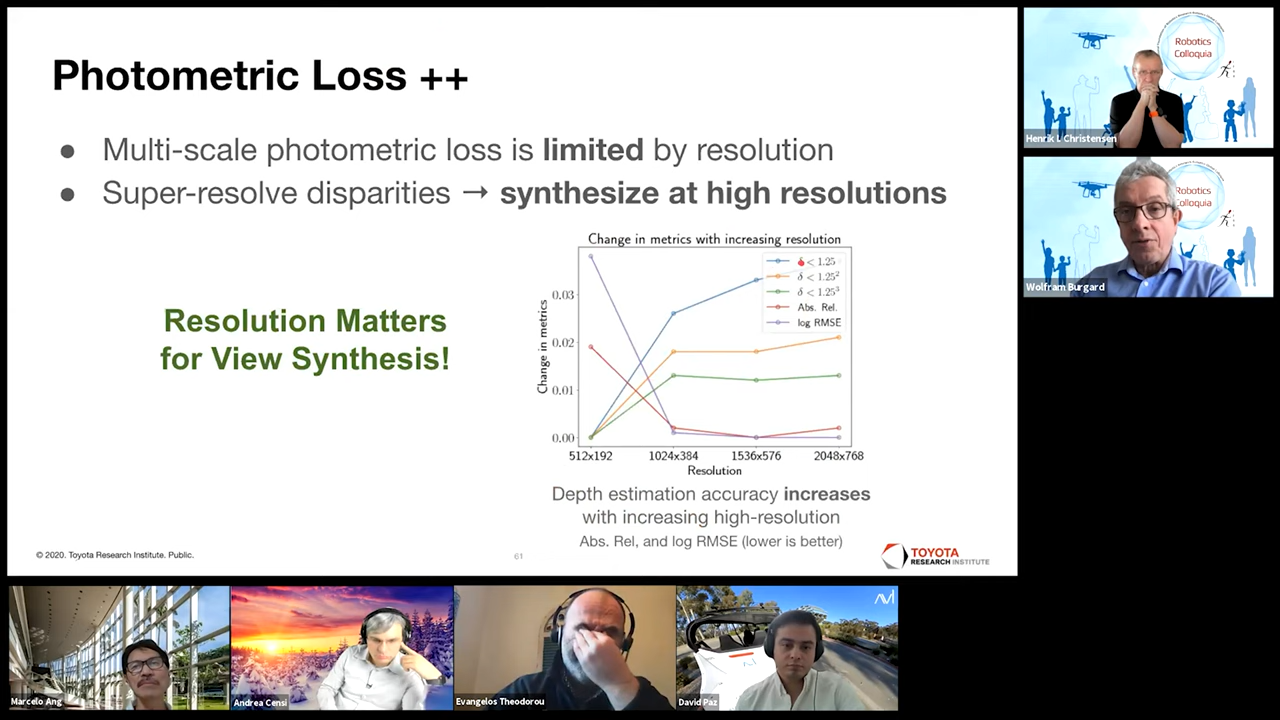 Photometric Loss ++
● Multi-scale photometric loss is limited by resolution
● Super-resolve disparities → synthesize at high resolutions
Resolution Matters
for View Synthesis!
Change in metrics with increasing resolution
δ < 1.25
δ < 1.25²
δ < 1.25³
Abs. Rel.
log RMSE
Change in metrics
0.03
0.02
0.01
0.00
512x192 1024x384 1536x576 2048x768
Resolution
Depth estimation accuracy increases
with increasing high-resolution
Abs. Rel, and log RMSE (lower is better)
© 2020. Toyota Research Institute. Public.
61
TOYOTA
RESEARCH INSTITUTE
Robotics
Colloquia
Henrik I. Christensen
Robotics
Colloquia
Wolfram Burgard
Marcelo Ang
Andrea Censi
Evangelos Theodorou
David Paz